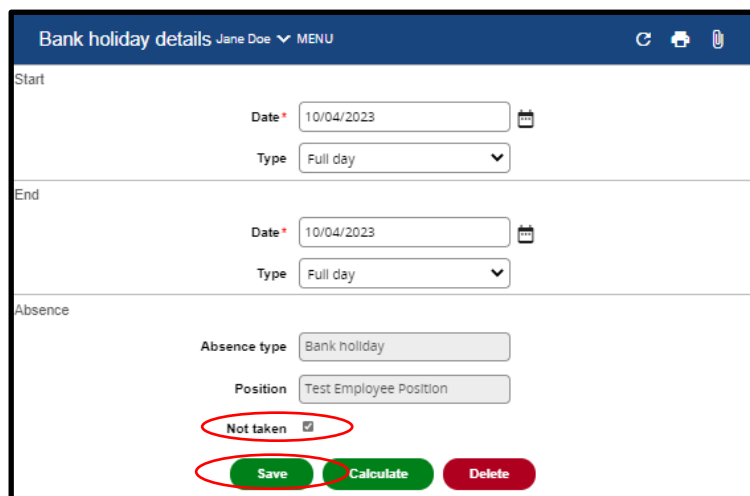 Bank holiday details Jane Doe MENU
Start
Date* 10/04/2023
Type Full day
End
Date* 10/04/2023
Type Full day
Absence
Absence type Bank holiday
Position Test Employee Position
Not taken
Save Calculate Delete